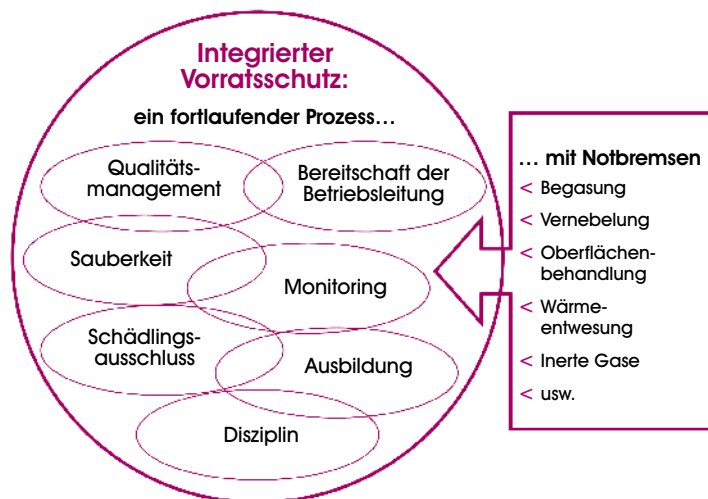 Integrierter
Vorratsschutz:
ein fortlaufender Prozess…
Qualitäts-
management
Bereitschaft der
Betriebsleitung
Sauberkeit
Monitoring
Schädlings-
ausschluss
Ausbildung
Disziplin
… mit Notbremsen
< Begasung
< Vernebelung
< Oberflächen-
behandlung
< Wärme-
entwesung
< Inerte Gase
< usw.